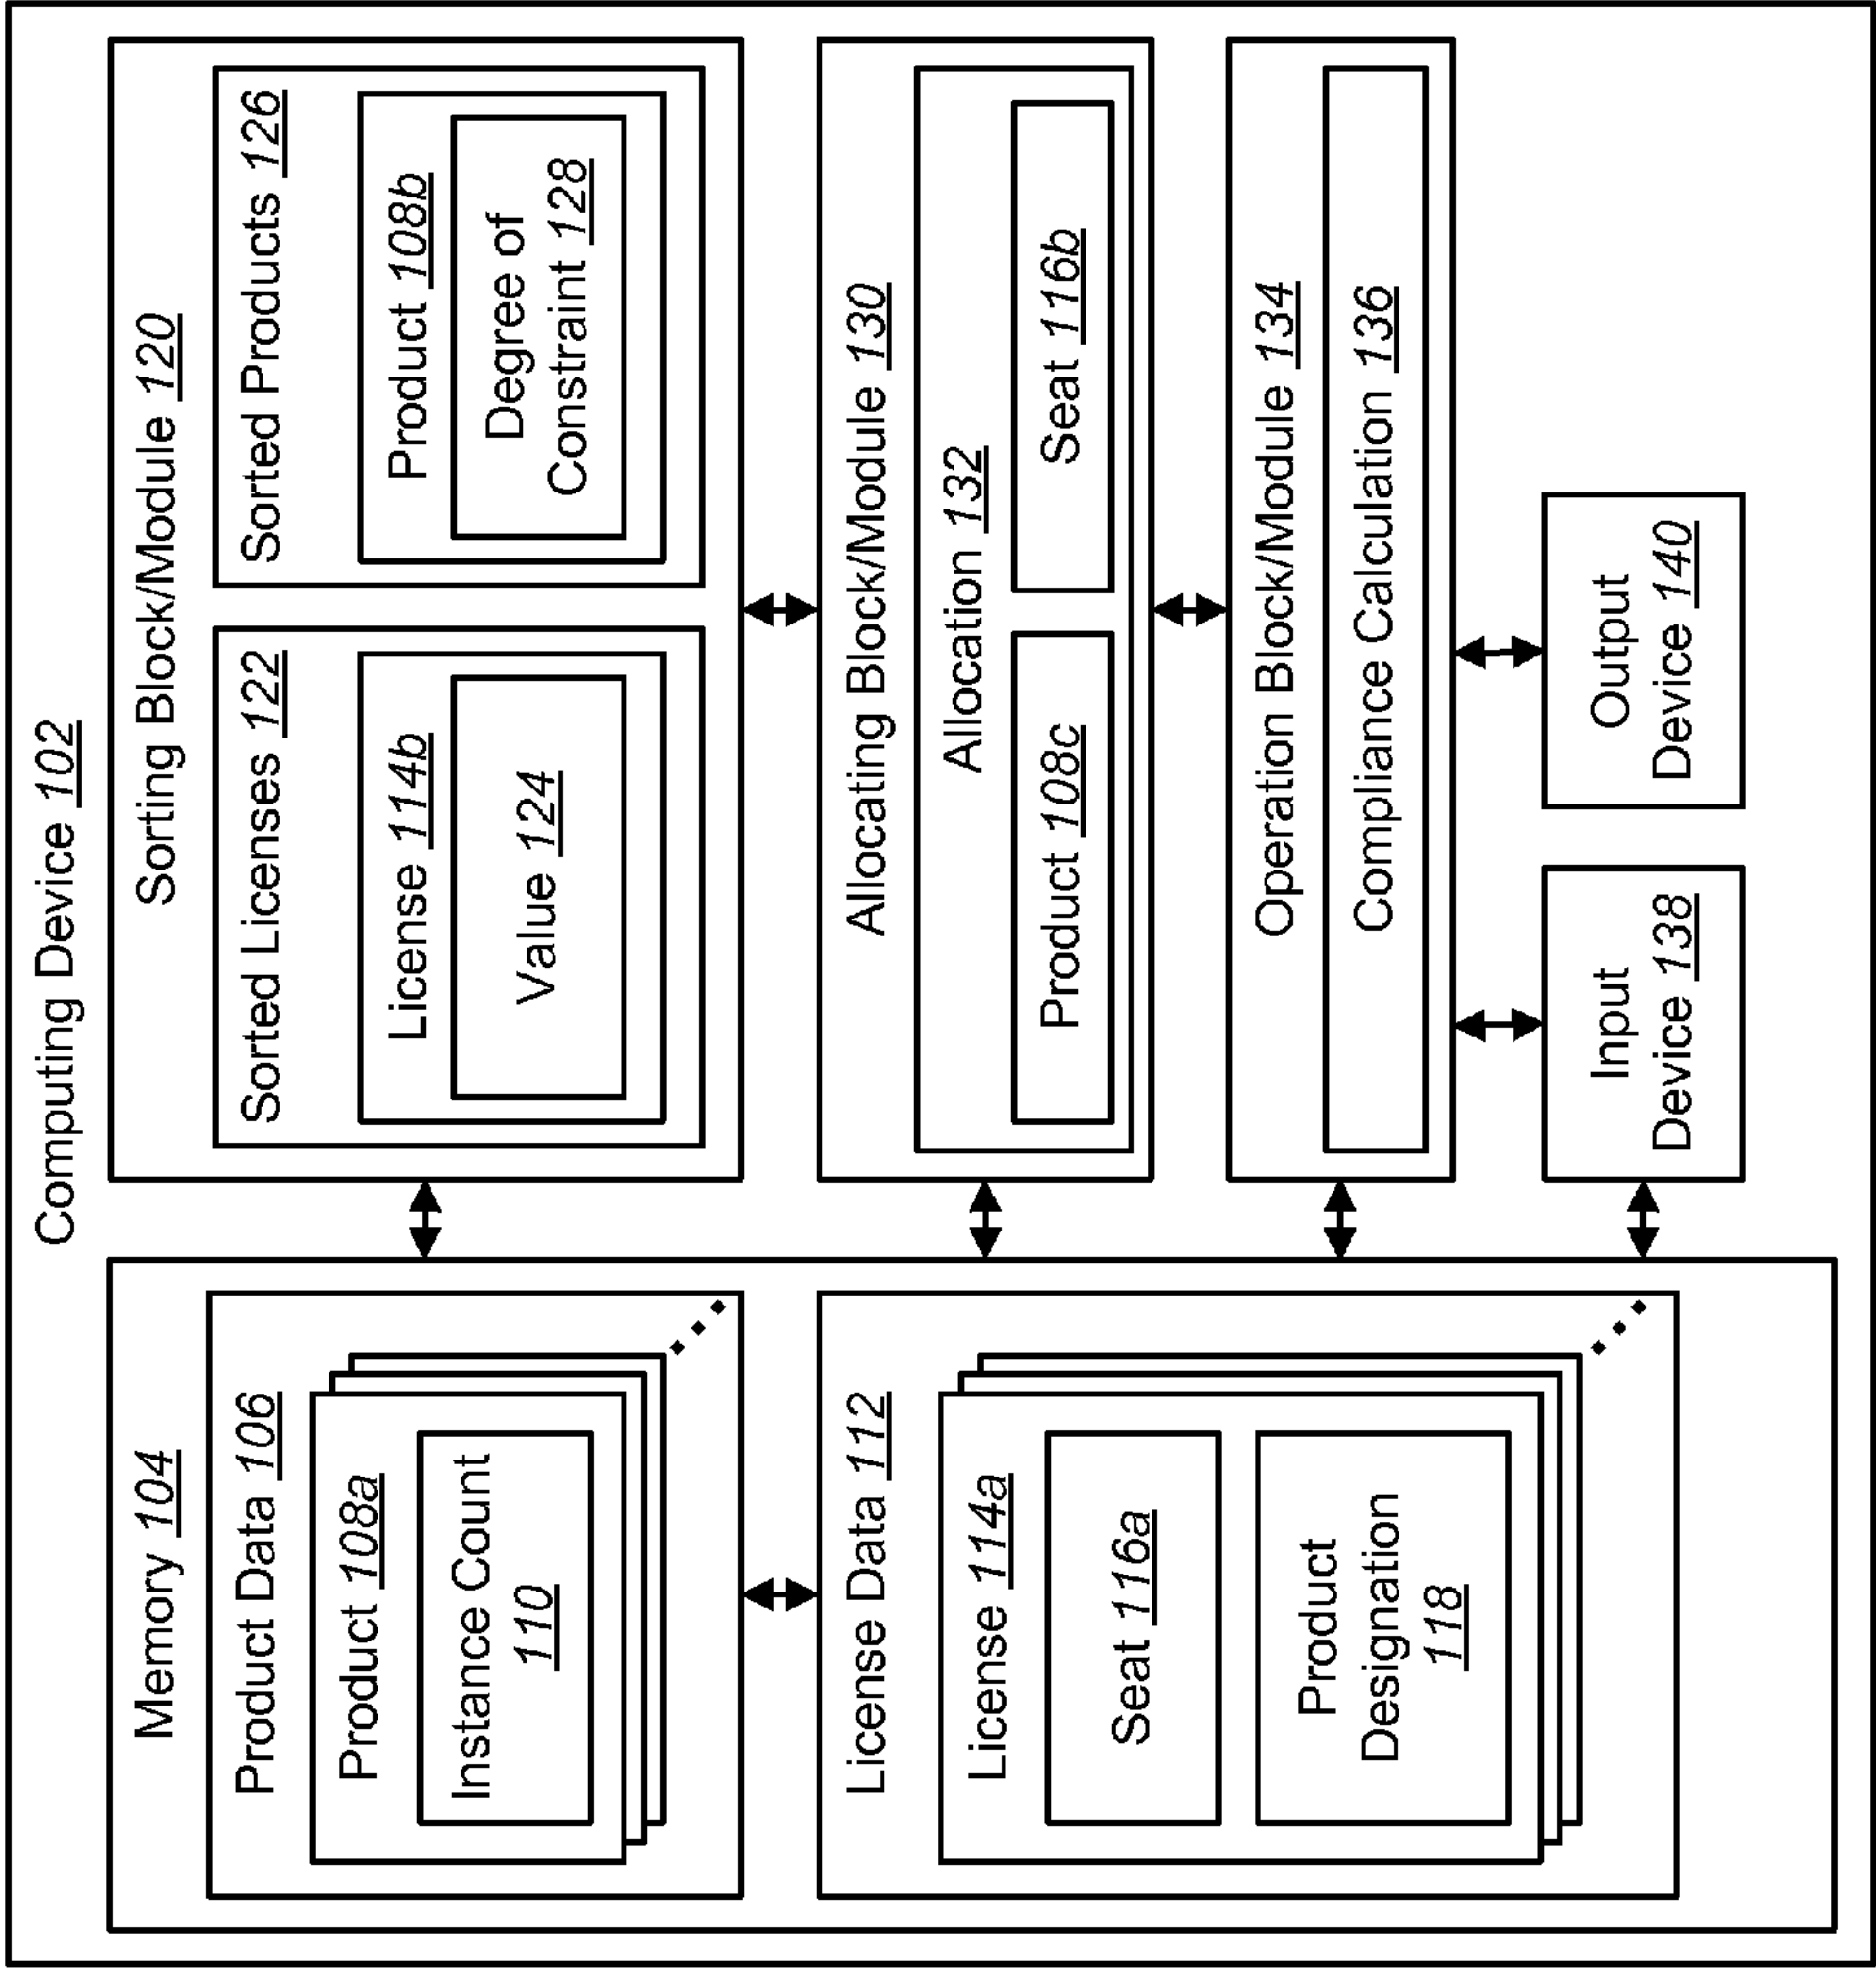 Computing Device 102
Memory 104
Product Data 106
Product 108a
Instance Count
110
License Data 112
License 114a
Seat 116a
Product
Designation
118
Sorting Block/Module 120
Sorted Licenses 122
License 114b
Value 124
Sorted Products 126
Product 108b
Degree of
Constraint 128
Allocating Block/Module 130
Allocation 132
Product 108c
Seat 116b
Operation Block/Module 134
Compliance Calculation 136
Input
Device 138
Output
Device 140